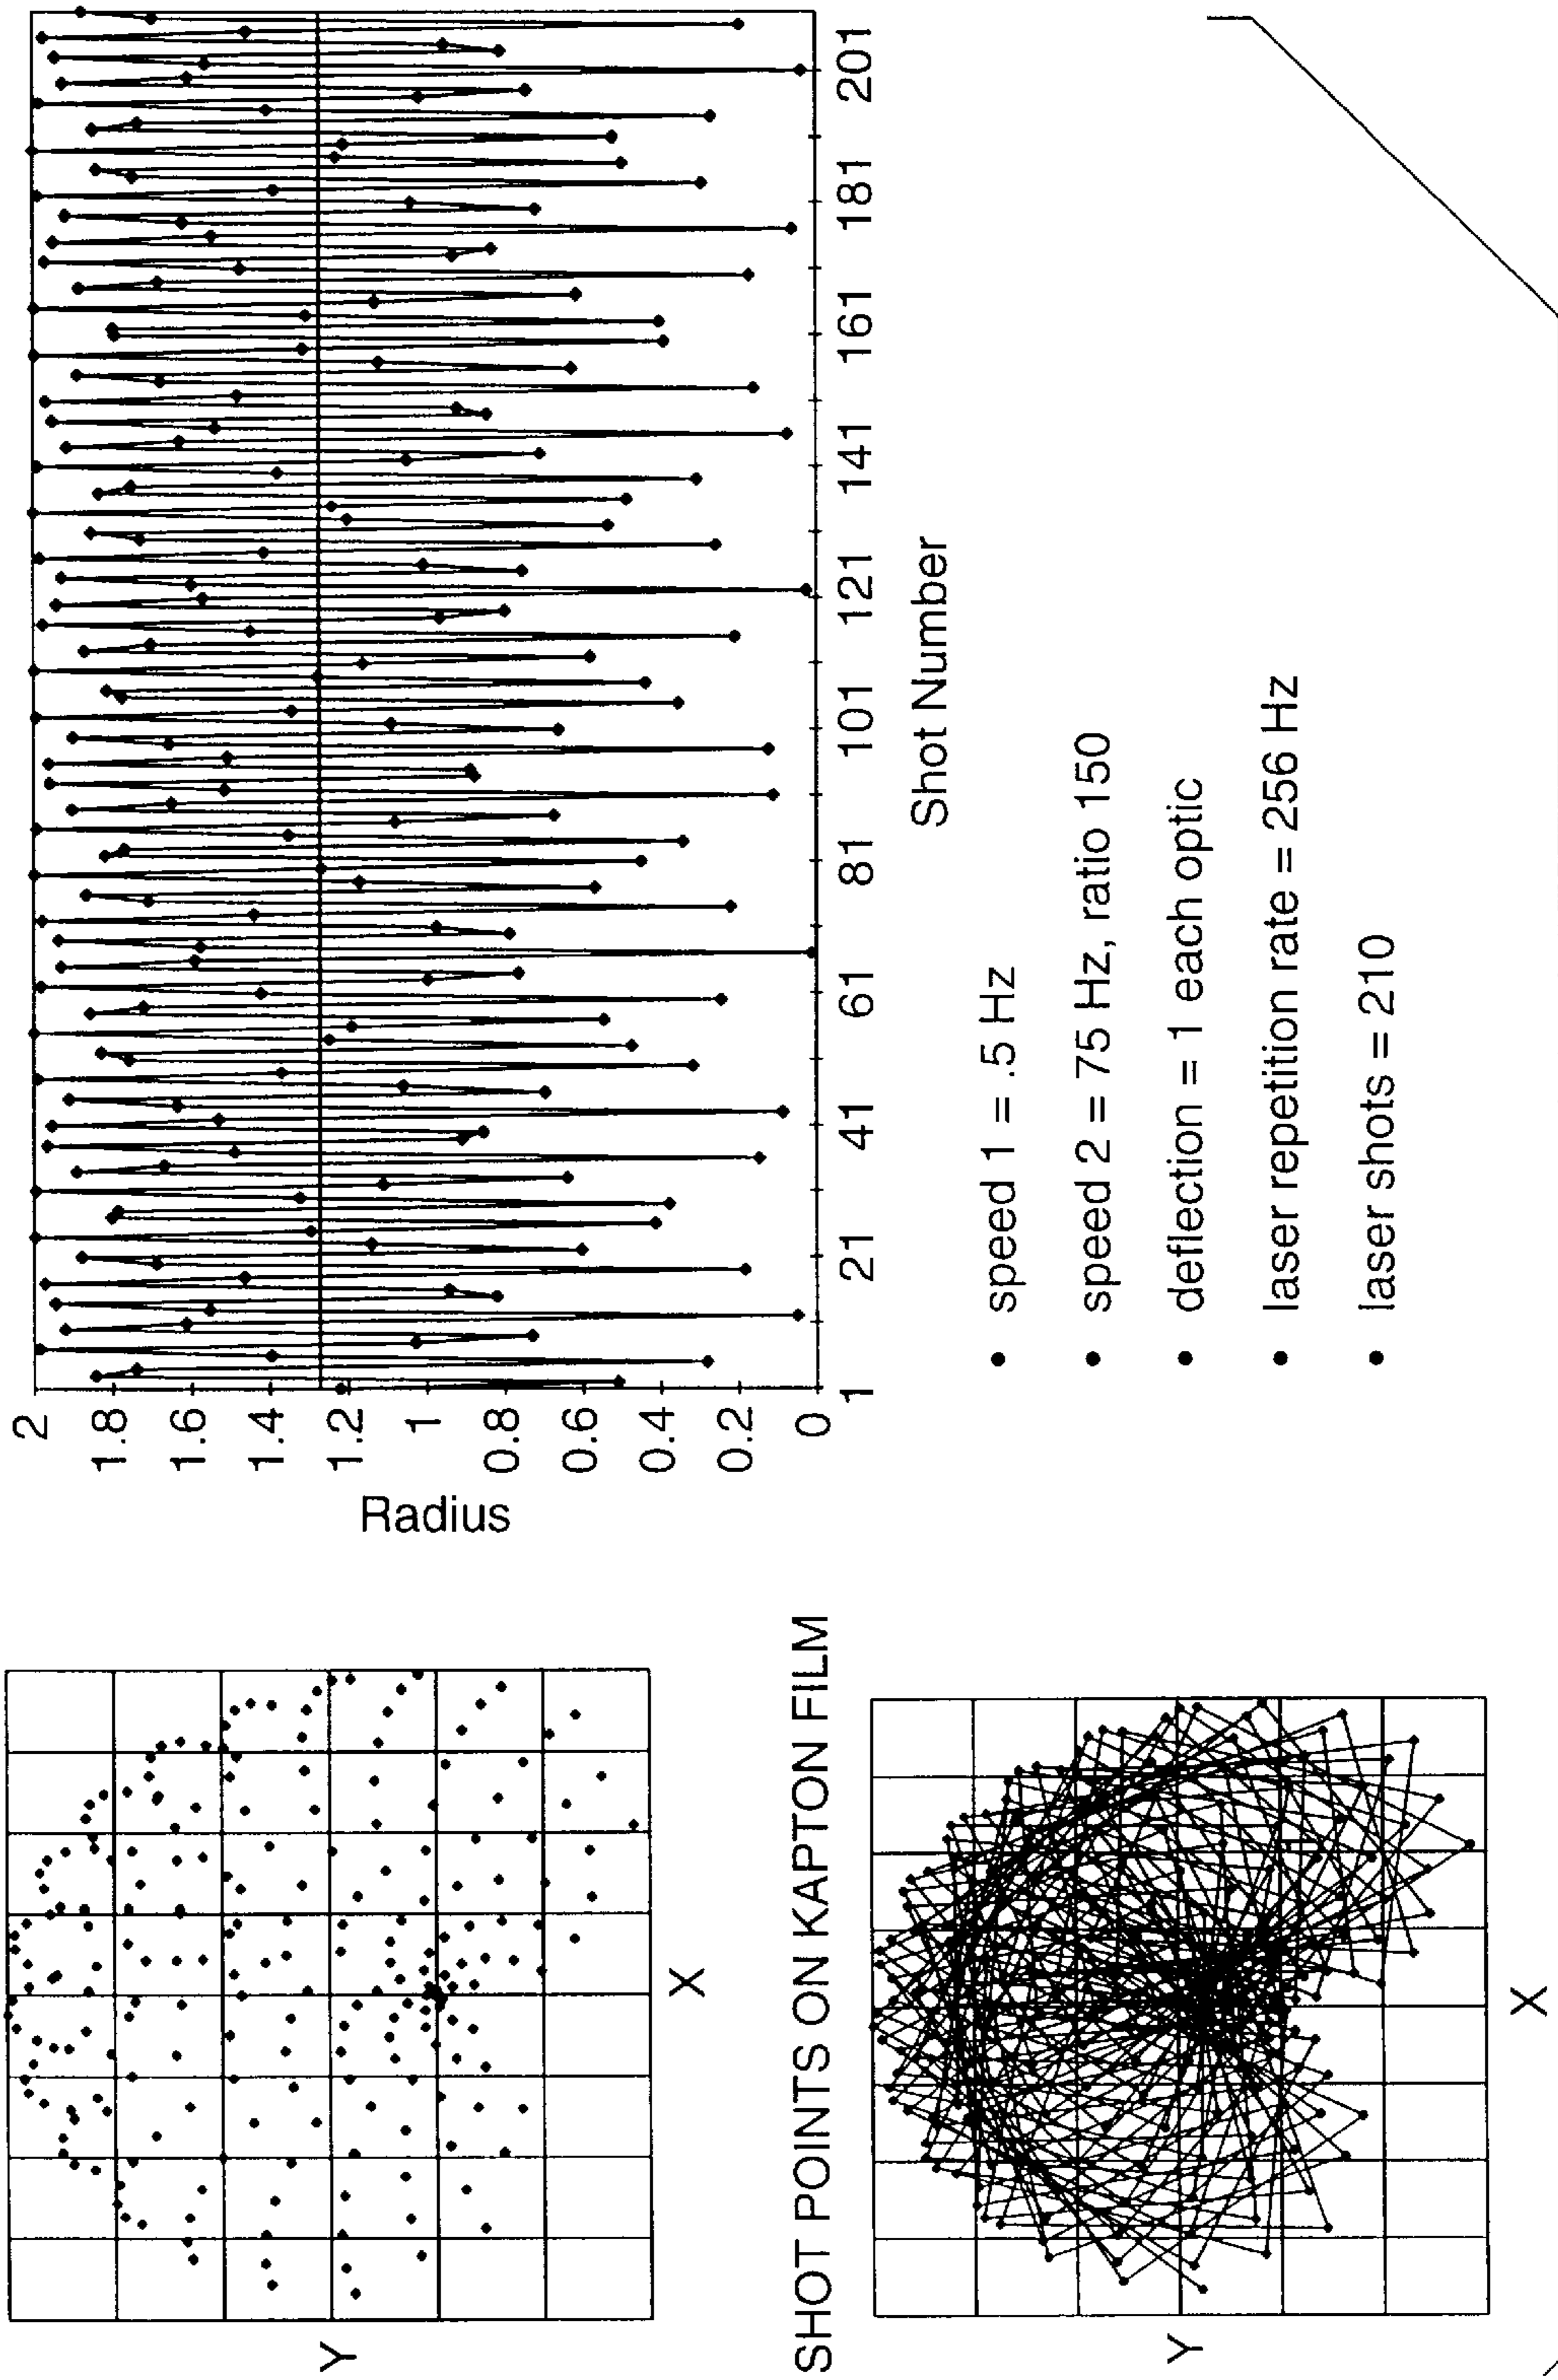 Y
X
SHOT POINTS ON KAPTON FILM
Y
X
Radius
2
1.8
1.6
1.4
1.2
1
0.8
0.6
0.4
0.2
0
1 21 41 61 81 101 121 141 161 181 201
Shot Number
• speed 1 = .5 Hz
• speed 2 = 75 Hz, ratio 150
• deflection = 1 each optic
• laser repetition rate = 256 Hz
• laser shots = 210